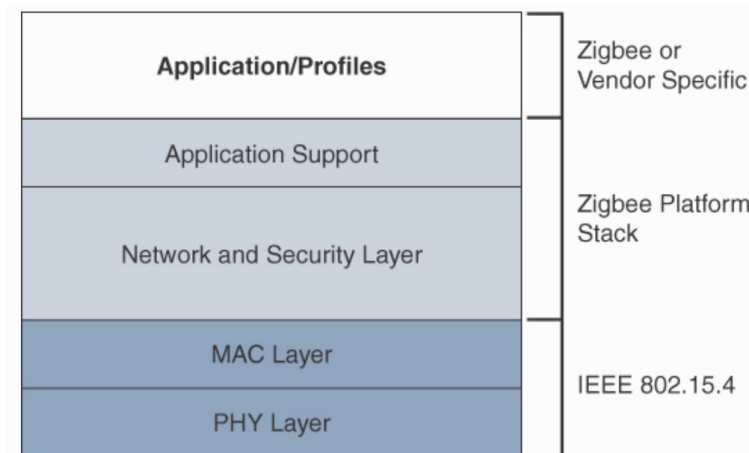 Application/Profiles
Zigbee or
Vendor Specific
Application Support
Zigbee Platform
Stack
Network and Security Layer
MAC Layer
IEEE 802.15.4
PHY Layer